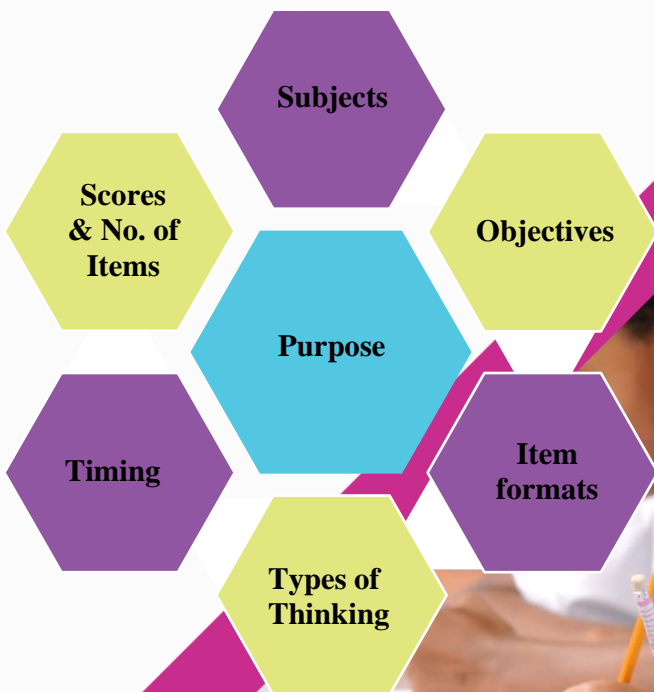 Subjects
Scores
& No. of
Items
Objectives
Purpose
Timing
Item
formats
Types of
Thinking